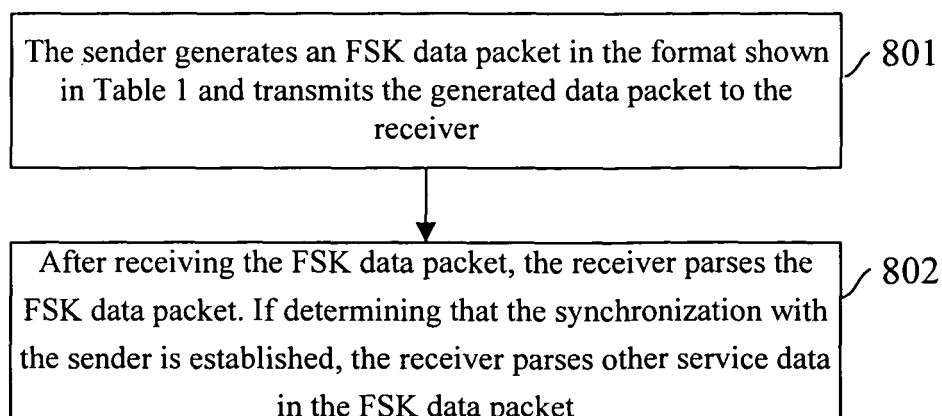 The sender generates an FSK data packet in the format shown
in Table 1 and transmits the generated data packet to the
receiver
801
After receiving the FSK data packet, the receiver parses the
FSK data packet. If determining that the synchronization with
the sender is established, the receiver parses other service data
in the FSK data packet
802